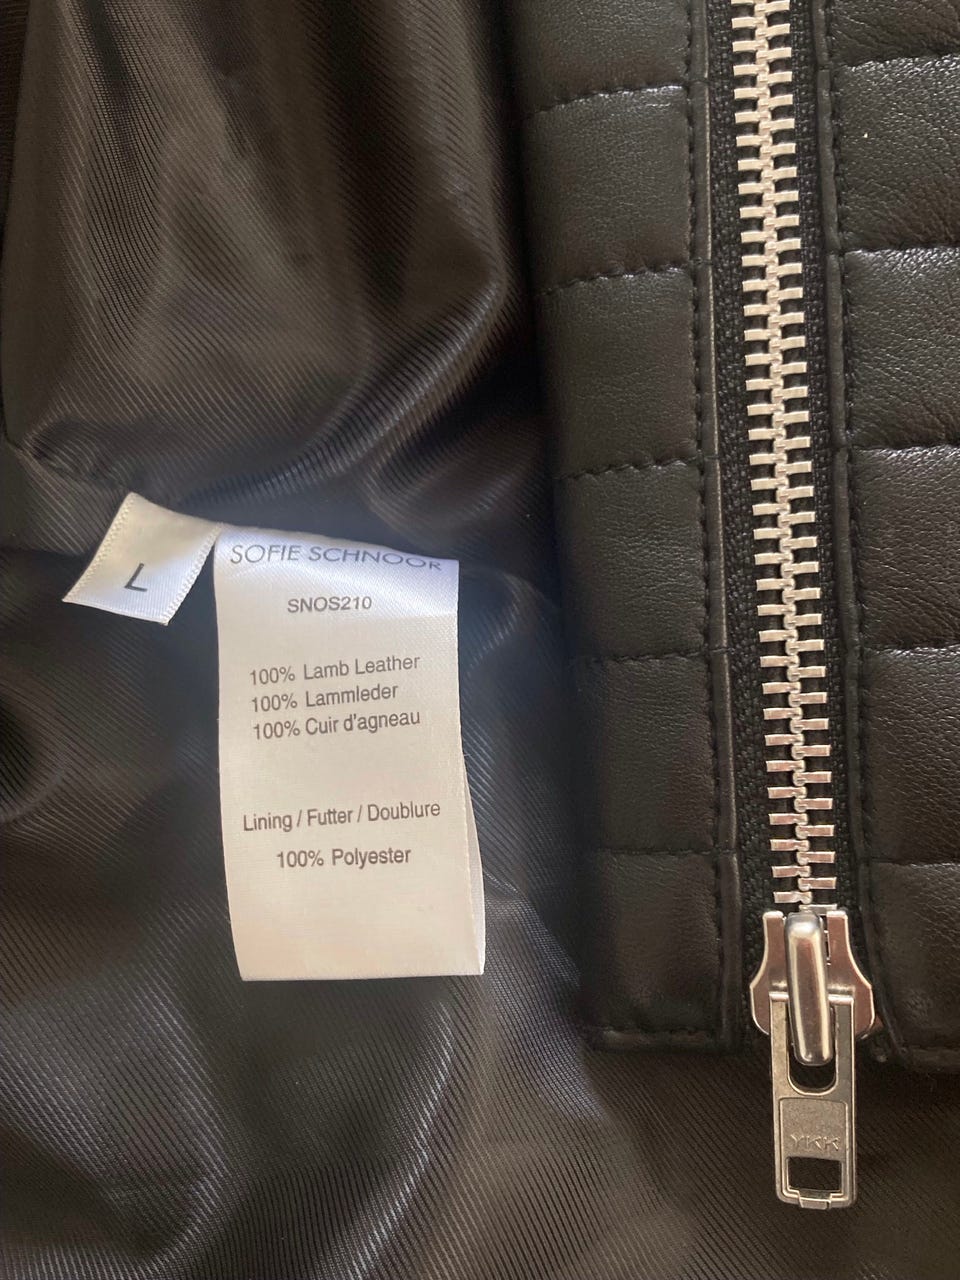 L
SOFIE SCHNOOR
SNOS210
100% Lamb Leather
100% Lammleder
100% Cuir d'agneau
Lining / Futter / Doublure
100% Polyester
YKK